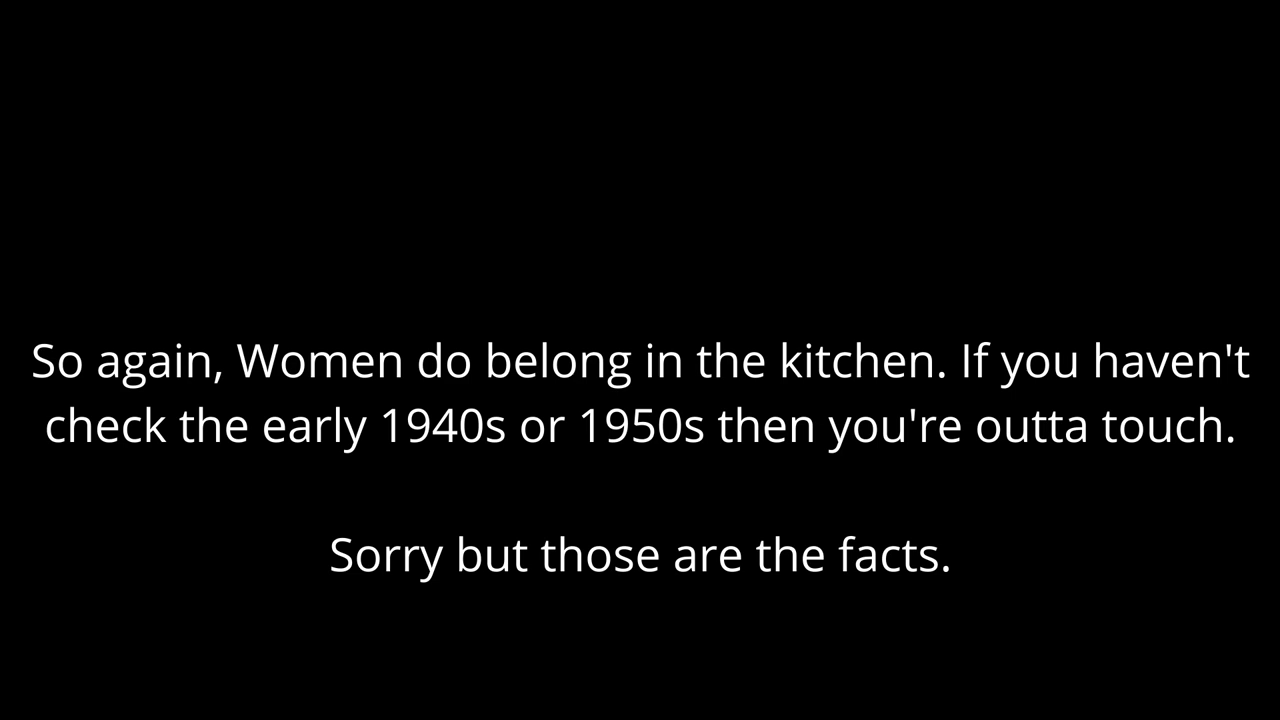 So again, Women do belong in the kitchen. If you haven't
check the early 1940s or 1950s then you're outta touch.
Sorry but those are the facts.